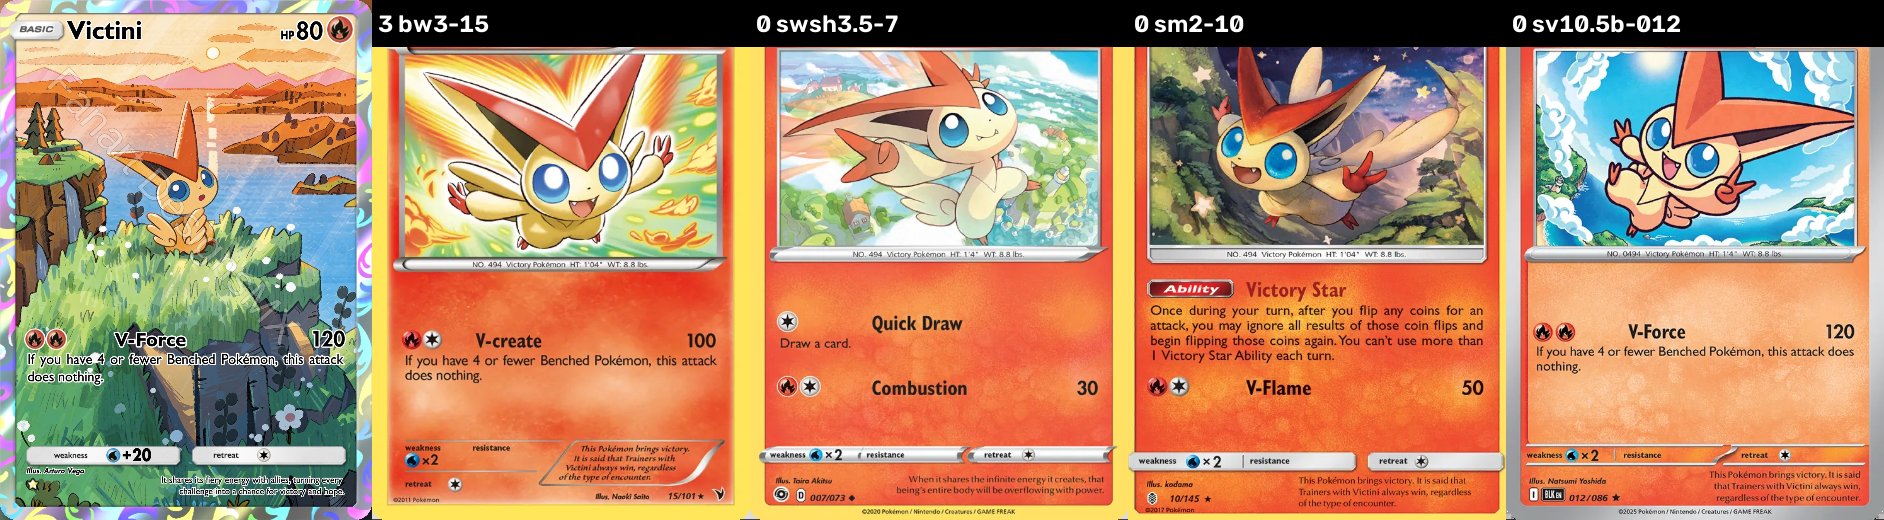 BASIC Victini HP 80
V-Force 120
If you have 4 or fewer Benched Pokémon, this attack
does nothing.
weakness +20 retreat
Illus. Arturo Vega
It shares its fiery energy with allies, turning every
challenge into a chance for victory and hope.
3 bw3-15
NO. 494 Victory Pokémon HT: 1'04" WT: 8.8 lbs.
V-create 100
If you have 4 or fewer Benched Pokémon, this attack
does nothing.
weakness resistance
×2
retreat
This Pokémon brings victory.
It is said that Trainers with
Victini always win, regardless
of the type of encounter.
©2011 Pokémon
Illus. Naoki Saito 15/101 ★
0 swsh3.5-7
NO. 494 Victory Pokémon HT: 1'4" WT: 8.8 lbs.
Quick Draw
Draw a card.
Combustion 30
weakness ×2 resistance retreat
Illus. Taira Akitsu
D 007/073 ◆
When it shares the infinite energy it creates, that
being's entire body will be overflowing with power.
©2020 Pokémon / Nintendo / Creatures / GAME FREAK
0 sm2-10
NO. 494 Victory Pokémon HT: 1'04" WT: 8.8 lbs.
Ability Victory Star
Once during your turn, after you flip any coins for an
attack, you may ignore all results of those coin flips and
begin flipping those coins again. You can't use more than
1 Victory Star Ability each turn.
V-Flame 50
weakness ×2 resistance retreat
Illus. kodama
10/145 ★
©2017 Pokémon
This Pokémon brings victory. It is said that
Trainers with Victini always win, regardless
of the type of encounter.
0 sv10.5b-012
NO. 0494 Victory Pokémon HT: 1'4" WT: 8.8 lbs.
V-Force 120
If you have 4 or fewer Benched Pokémon, this attack does
nothing.
weakness ×2 resistance retreat
Illus. Natsumi Yoshida
I BLK EN 012/086 ★
This Pokémon brings victory. It is said
that Trainers with Victini always win,
regardless of the type of encounter.
©2025 Pokémon / Nintendo / Creatures / GAME FREAK